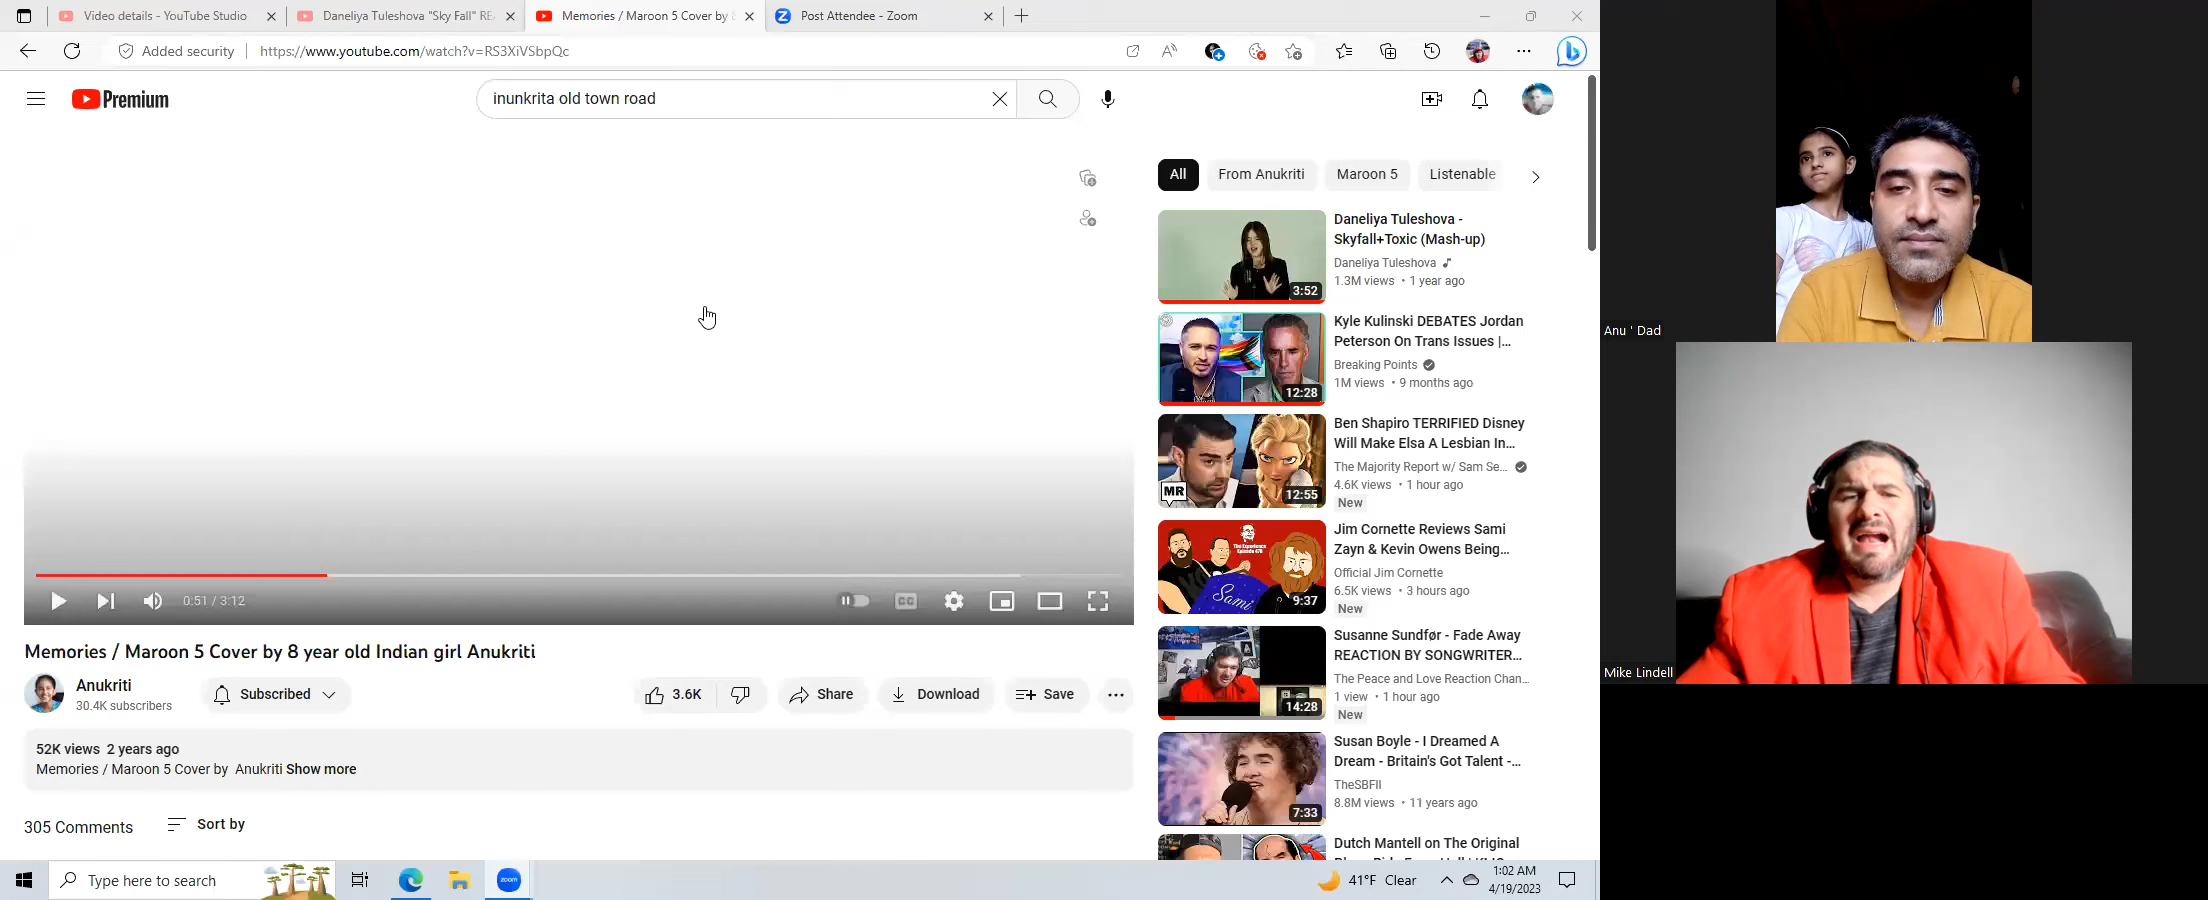 Video details - YouTube Studio
Daneliya Tuleshova "Sky Fall" RE
Memories / Maroon 5 Cover by 8
Post Attendee - Zoom
Added security
https://www.youtube.com/watch?v=RS3XiVSbpQc
Premium
inunkrita old town road
All
From Anukriti
Maroon 5
Listenable
Daneliya Tuleshova -
Skyfall+Toxic (Mash-up)
Daneliya Tuleshova
1.3M views • 1 year ago
3:52
Kyle Kulinski DEBATES Jordan
Peterson On Trans Issues |...
Breaking Points
1M views • 9 months ago
12:28
Ben Shapiro TERRIFIED Disney
Will Make Elsa A Lesbian In...
The Majority Report w/ Sam Se...
4.6K views • 1 hour ago
New
MR
12:55
Jim Cornette Reviews Sami
Zayn & Kevin Owens Being...
Official Jim Cornette
6.5K views • 3 hours ago
New
The Experience
Sami
9:37
Susanne Sundfør - Fade Away
REACTION BY SONGWRITER...
The Peace and Love Reaction Chan...
1 view • 1 hour ago
New
14:28
Susan Boyle - I Dreamed A
Dream - Britain's Got Talent -...
TheSBFII
8.8M views • 11 years ago
7:33
Dutch Mantell on The Original
0:51 / 3:12
CC
Memories / Maroon 5 Cover by 8 year old Indian girl Anukriti
Anukriti
30.4K subscribers
Subscribed
3.6K
Share
Download
Save
52K views 2 years ago
Memories / Maroon 5 Cover by Anukriti Show more
305 Comments
Sort by
Anu ' Dad
Mike Lindell
Type here to search
zoom
41°F Clear
1:02 AM
4/19/2023